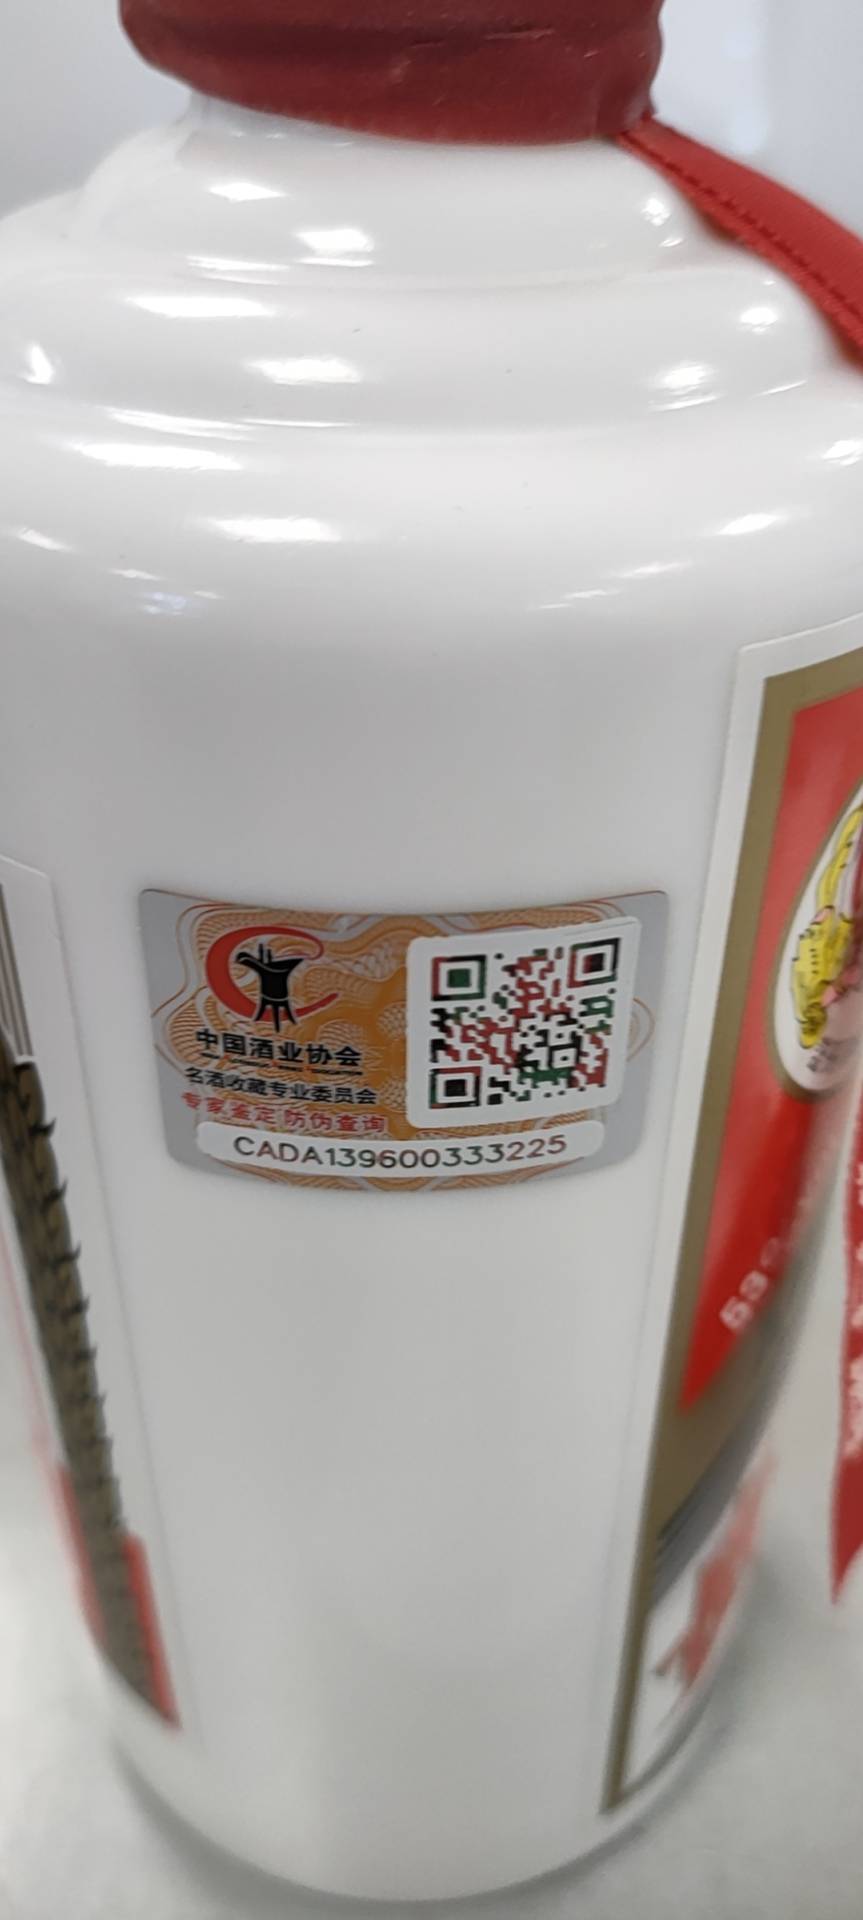 中国酒业协会
名酒收藏专业委员会
专家鉴定 防伪查询
CADA139600333225
53%